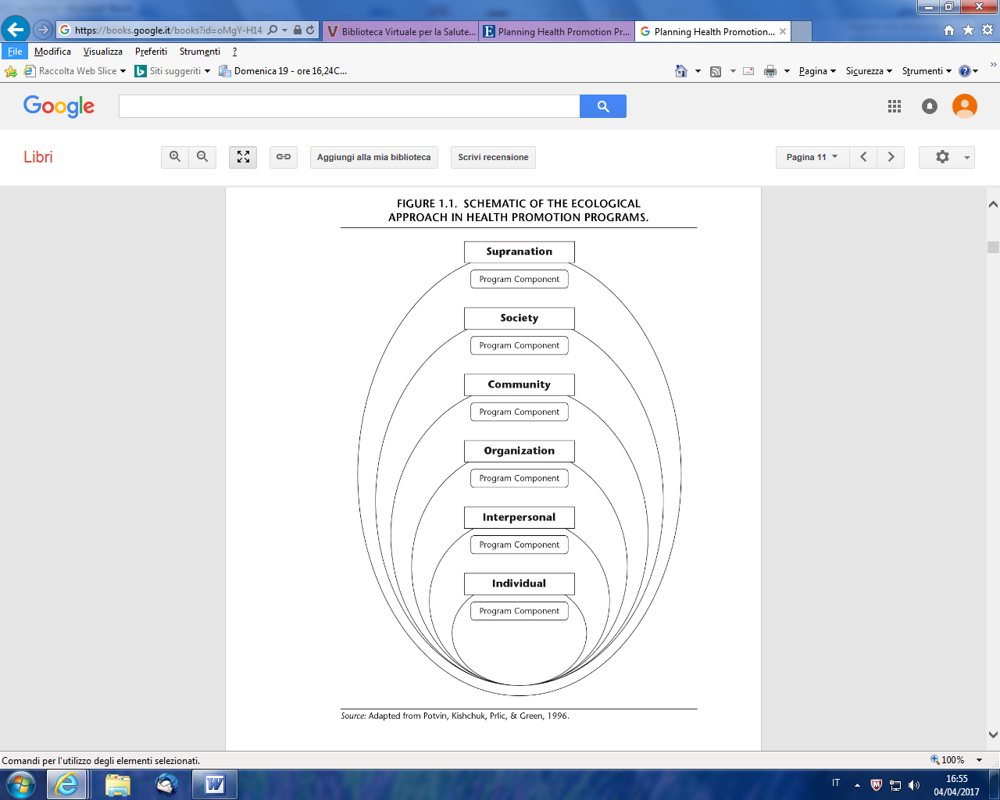 https://books.google.it/books?id=oMgY-H14
Biblioteca Virtuale per la Salute...
Planning Health Promotion Pr...
Planning Health Promotion...
File Modifica Visualizza Preferiti Strumenti ?
Raccolta Web Slice Siti suggeriti Domenica 19 - ore 16,24C...
Pagina Sicurezza Strumenti
Google
Libri
Aggiungi alla mia biblioteca
Scrivi recensione
Pagina 11
FIGURE 1.1. SCHEMATIC OF THE ECOLOGICAL
APPROACH IN HEALTH PROMOTION PROGRAMS.
Supranation
Program Component
Society
Program Component
Community
Program Component
Organization
Program Component
Interpersonal
Program Component
Individual
Program Component
Source: Adapted from Potvin, Kishchuk, Prlic, & Green, 1996.
Comandi per l'utilizzo degli elementi selezionati.
100%
IT
16:55
04/04/2017